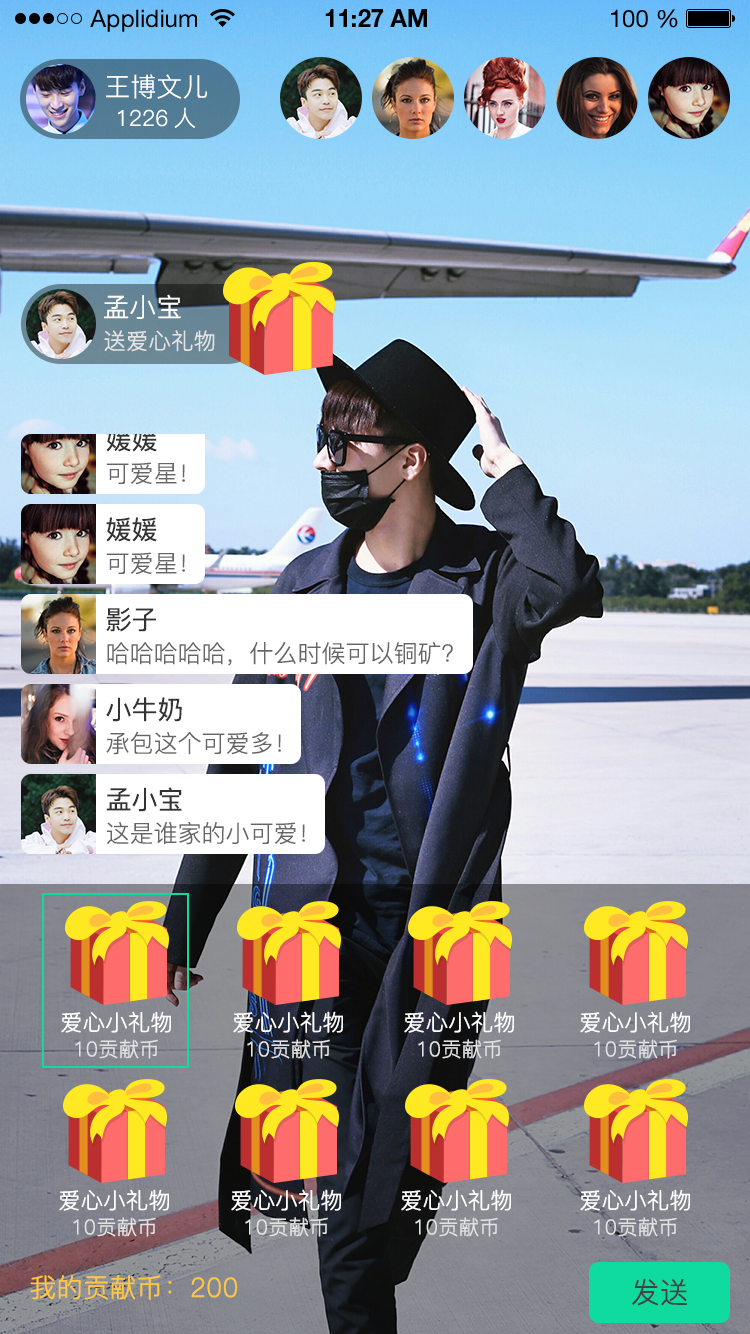 Applidium 11:27 AM 100 %
王博文儿
1226 人
孟小宝
送爱心礼物
媛媛
可爱星!
媛媛
可爱星!
影子
哈哈哈哈哈，什么时候可以铜矿?
小牛奶
承包这个可爱多!
孟小宝
这是谁家的小可爱!
爱心小礼物 爱心小礼物 爱心小礼物 爱心小礼物
10贡献币 10贡献币 10贡献币 10贡献币
爱心小礼物 爱心小礼物 爱心小礼物 爱心小礼物
10贡献币 10贡献币 10贡献币 10贡献币
我的贡献币：200 发送